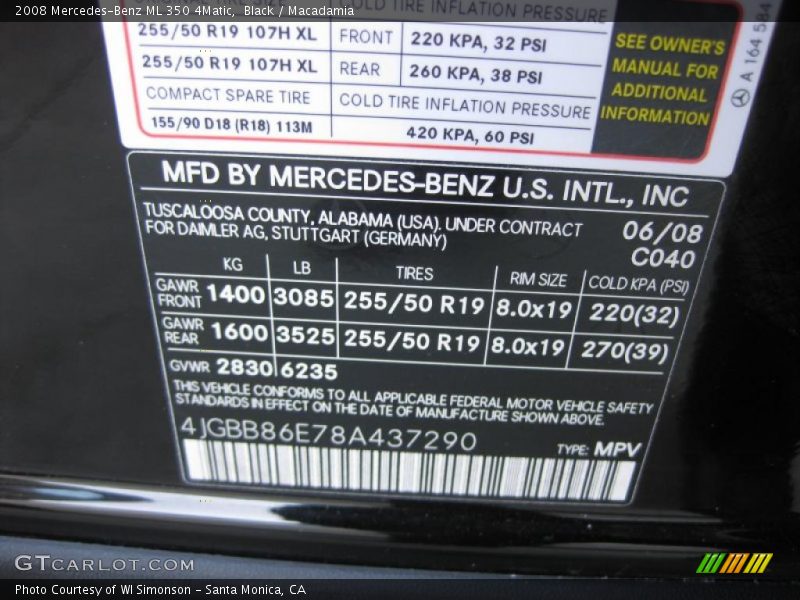 2008 Mercedes-Benz ML 350 4Matic,  Black / Macadamia
COLD TIRE INFLATION PRESSURE
255/50 R19 107H XL FRONT 220 KPA, 32 PSI
255/50 R19 107H XL REAR 260 KPA, 38 PSI
COMPACT SPARE TIRE COLD TIRE INFLATION PRESSURE
155/90 D18 (R18) 113M 420 KPA, 60 PSI
SEE OWNER'S
MANUAL FOR
ADDITIONAL
INFORMATION
A 164 584
MFD BY MERCEDES-BENZ U.S. INTL., INC
TUSCALOOSA COUNTY, ALABAMA (USA), UNDER CONTRACT
FOR DAIMLER AG, STUTTGART (GERMANY)
06/08
C040
KG LB TIRES RIM SIZE COLD KPA (PSI)
GAWR FRONT 1400 3085 255/50 R19 8.0x19 220(32)
GAWR REAR 1600 3525 255/50 R19 8.0x19 270(39)
GVWR 2830 6235
THIS VEHICLE CONFORMS TO ALL APPLICABLE FEDERAL MOTOR VEHICLE SAFETY
STANDARDS IN EFFECT ON THE DATE OF MANUFACTURE SHOWN ABOVE.
4JGBB86E78A437290
TYPE: MPV
GTCARLOT.COM
Photo Courtesy of WI Simonson - Santa Monica, CA